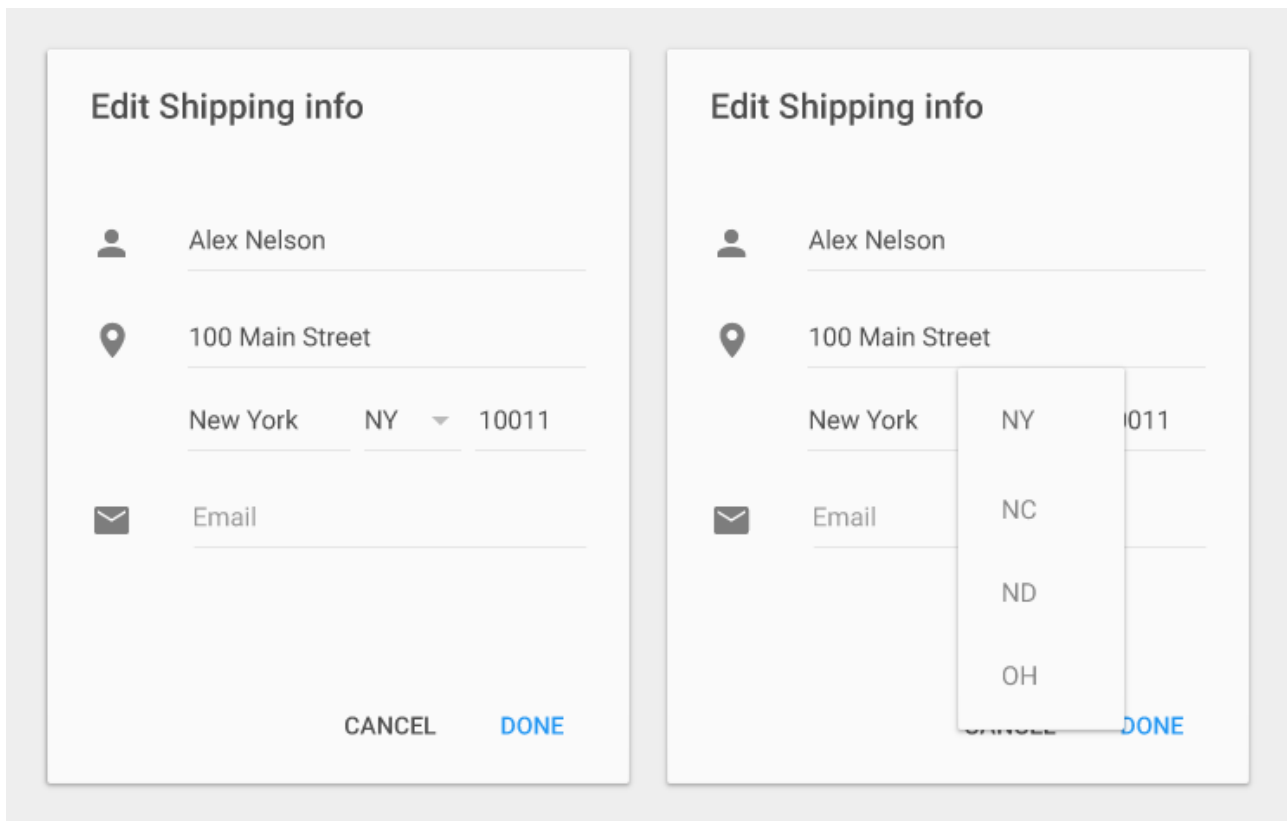 Edit Shipping info
Alex Nelson
100 Main Street
New York NY 10011
Email
CANCEL DONE
Edit Shipping info
Alex Nelson
100 Main Street
New York NY 0011
Email
NC
ND
OH
DONE